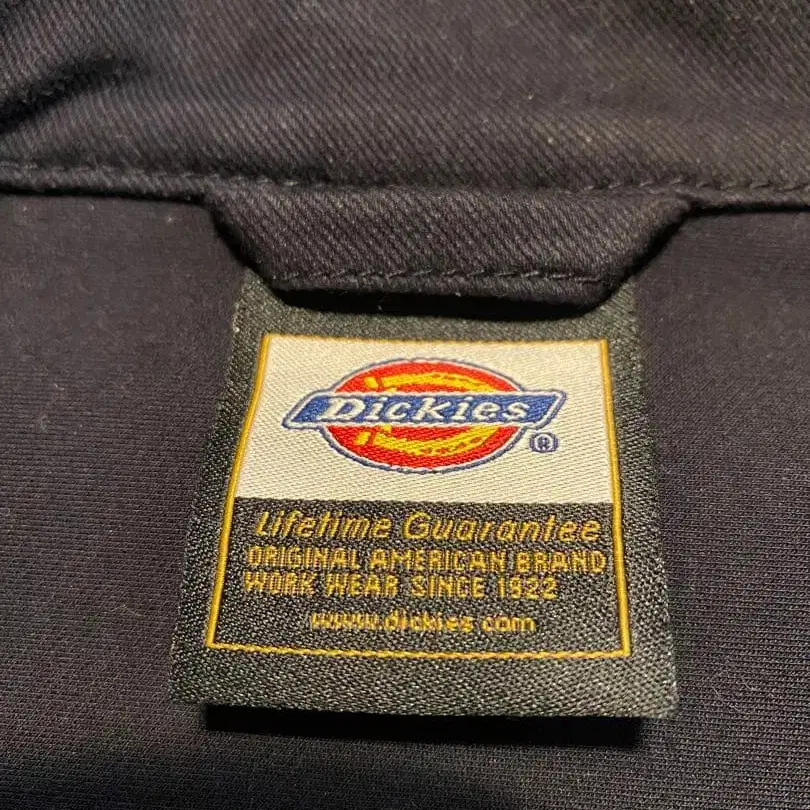 Dickies
®
Lifetime Guarantee
ORIGINAL AMERICAN BRAND
WORK WEAR SINCE 1922
www.dickies.com